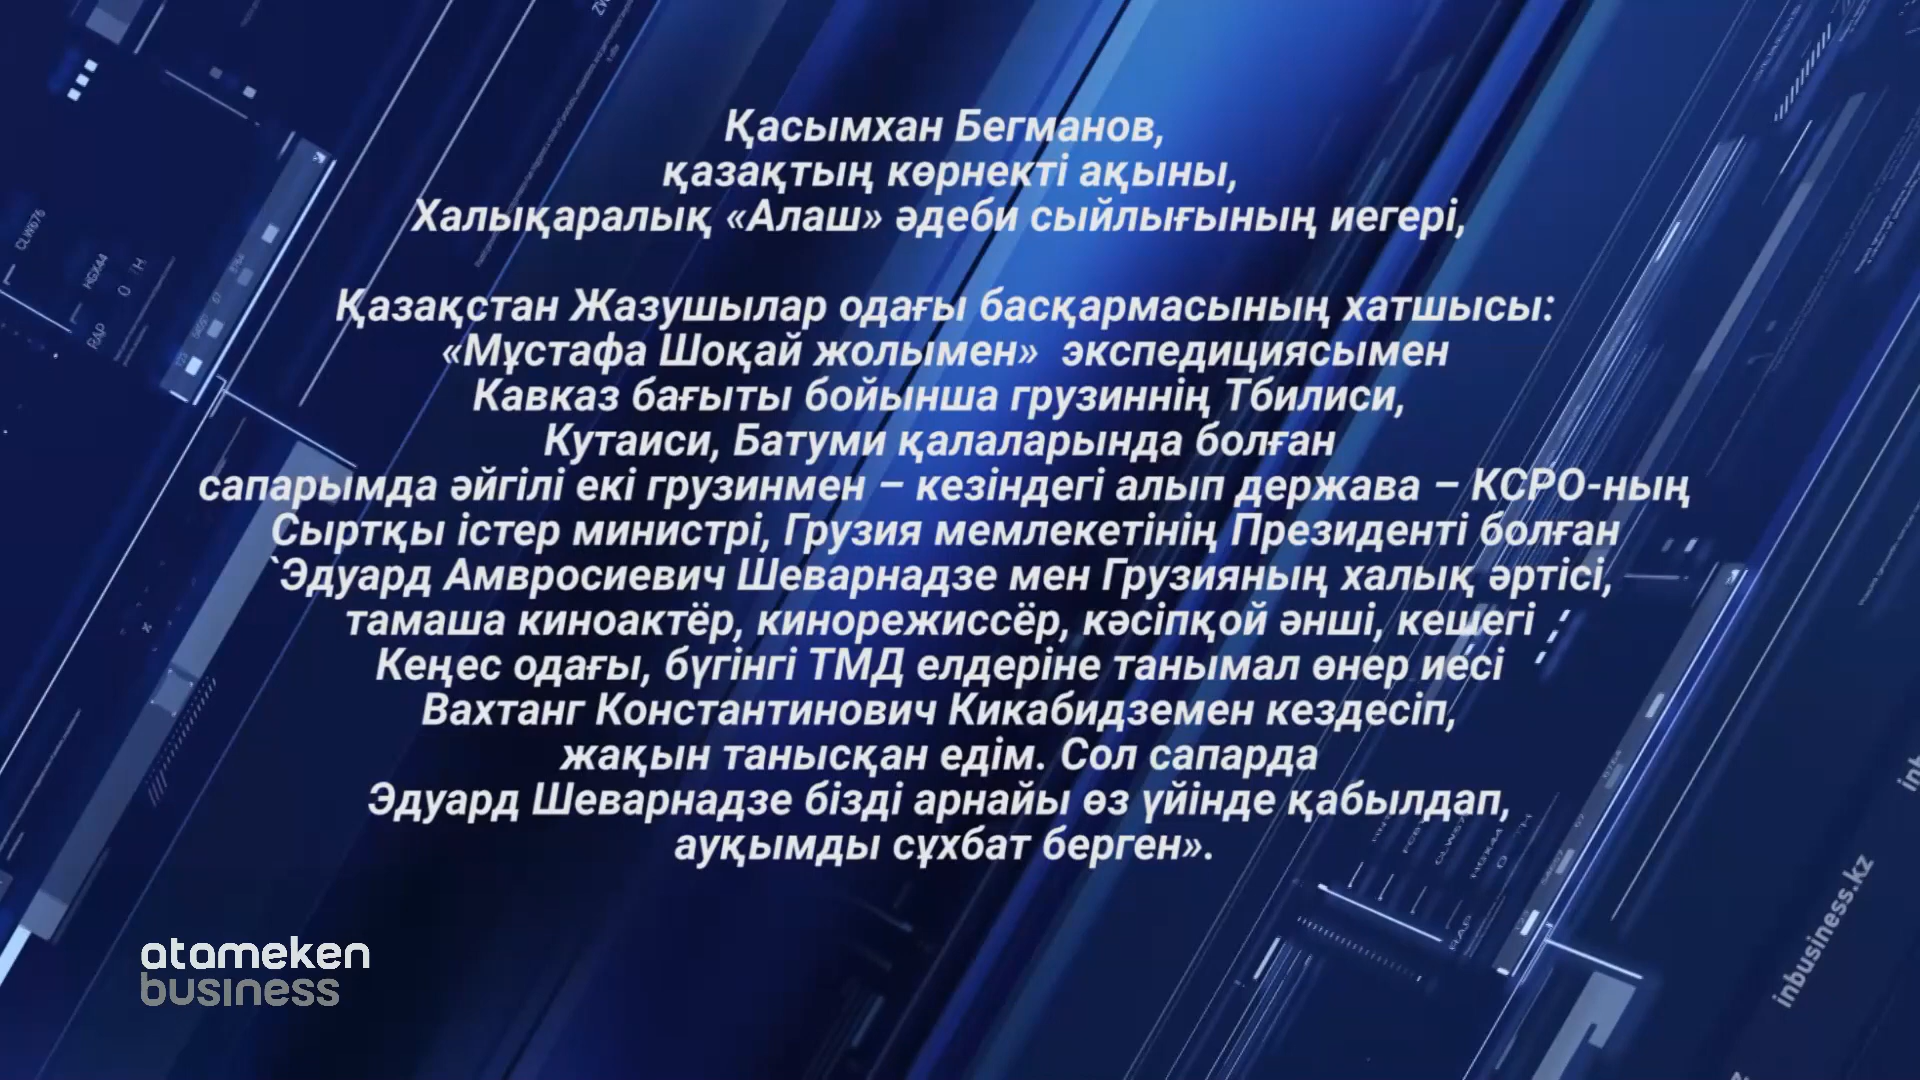 Қасымхан Бегманов,
қазақтың көрнекті ақыны,
Халықаралық «Алаш» әдеби сыйлығының иегері,
Қазақстан Жазушылар одағы басқармасының хатшысы:
«Мұстафа Шоқай жолымен» экспедициясымен
Кавказ бағыты бойынша грузиннің Тбилиси,
Кутаиси, Батуми қалаларында болған
сапарымда әйгілі екі грузинмен – кезіндегі алып держава – КСРО-ның
Сыртқы істер министрі, Грузия мемлекетінің Президенті болған
`Эдуард Амвросиевич Шеварнадзе мен Грузияның халық әртісі,
тамаша киноактёр, кинорежиссёр, кәсіпқой әнші, кешегі
Кеңес одағы, бүгінгі ТМД елдеріне танымал өнер иесі
Вахтанг Константинович Кикабидземен кездесіп,
жақын танысқан едім. Сол сапарда
Эдуард Шеварнадзе бізді арнайы өз үйінде қабылдап,
ауқымды сұхбат берген».
atameken
business
inbusiness.kz
CLW676
HGX44